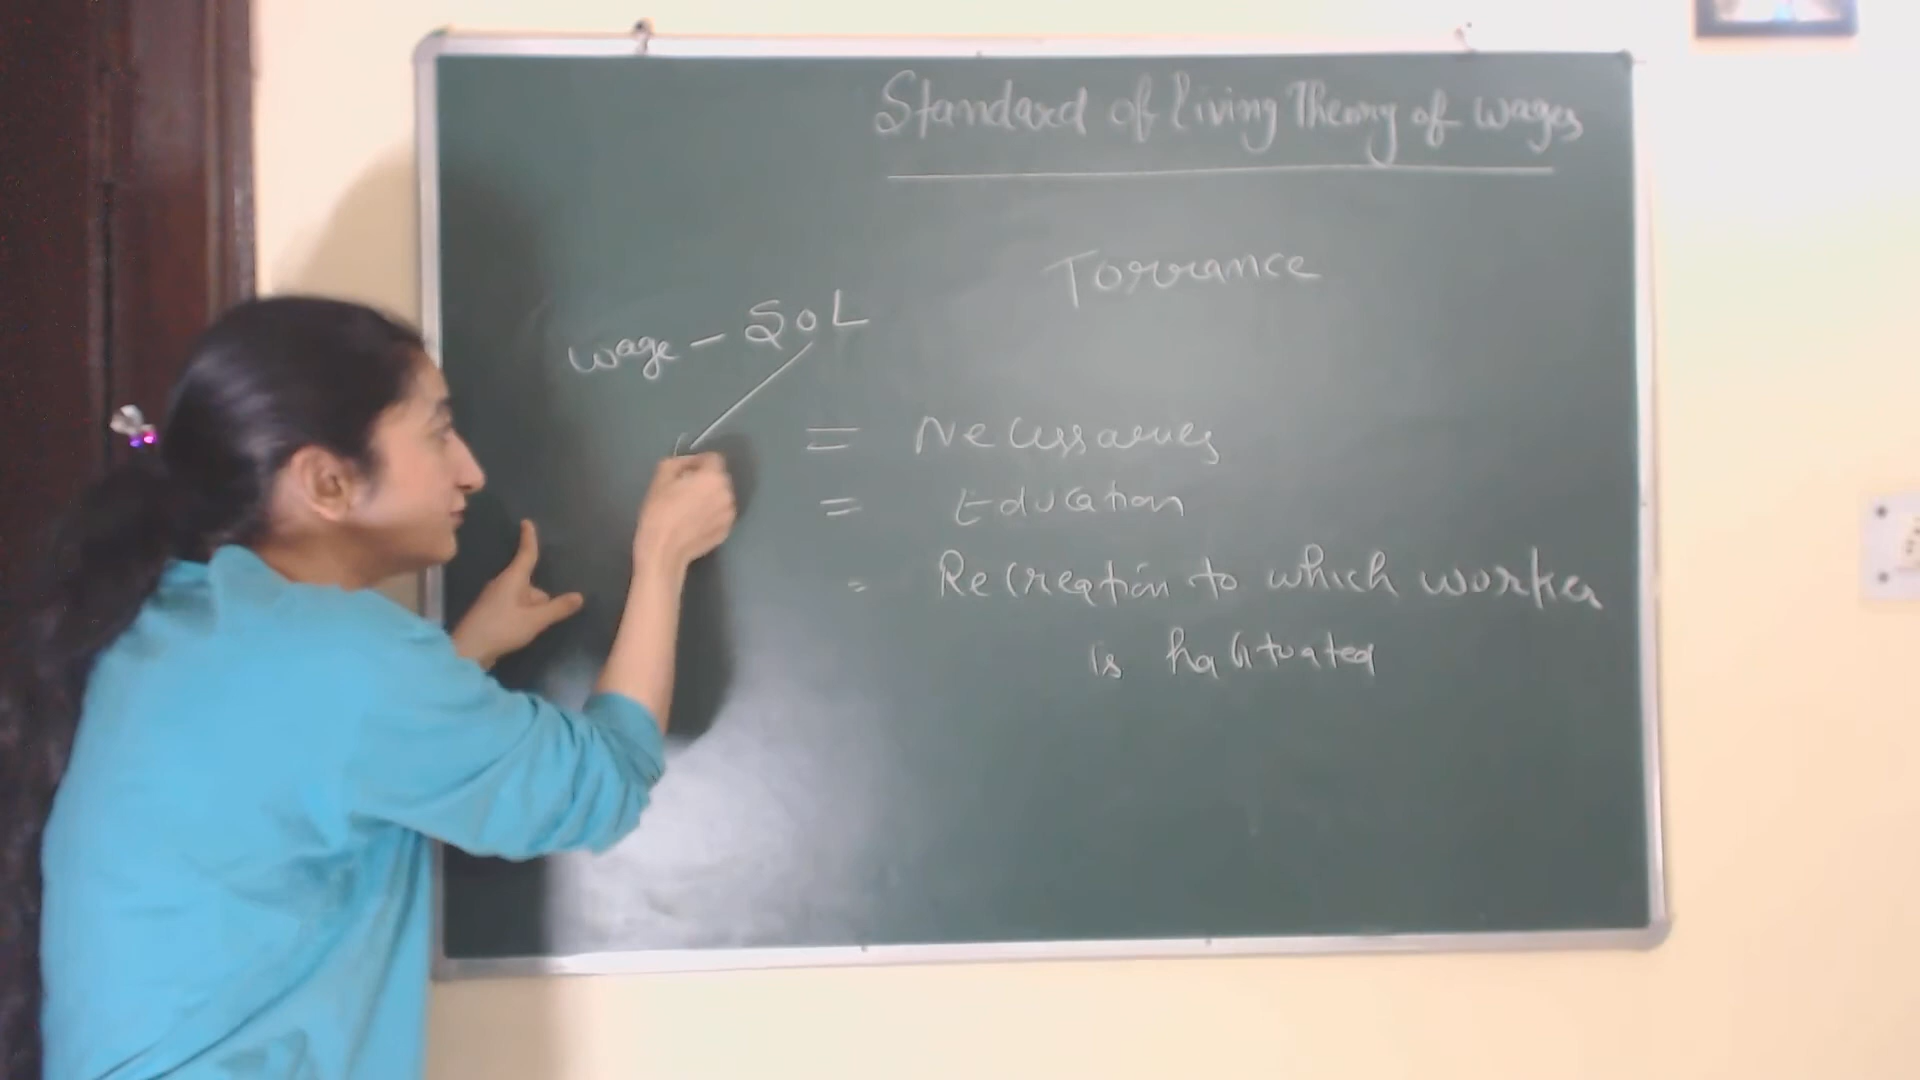 Standard of living Theory of wages
Torrance
wage - SOL
= Necessaries
= Education
= Recreation to which worker
is habituated